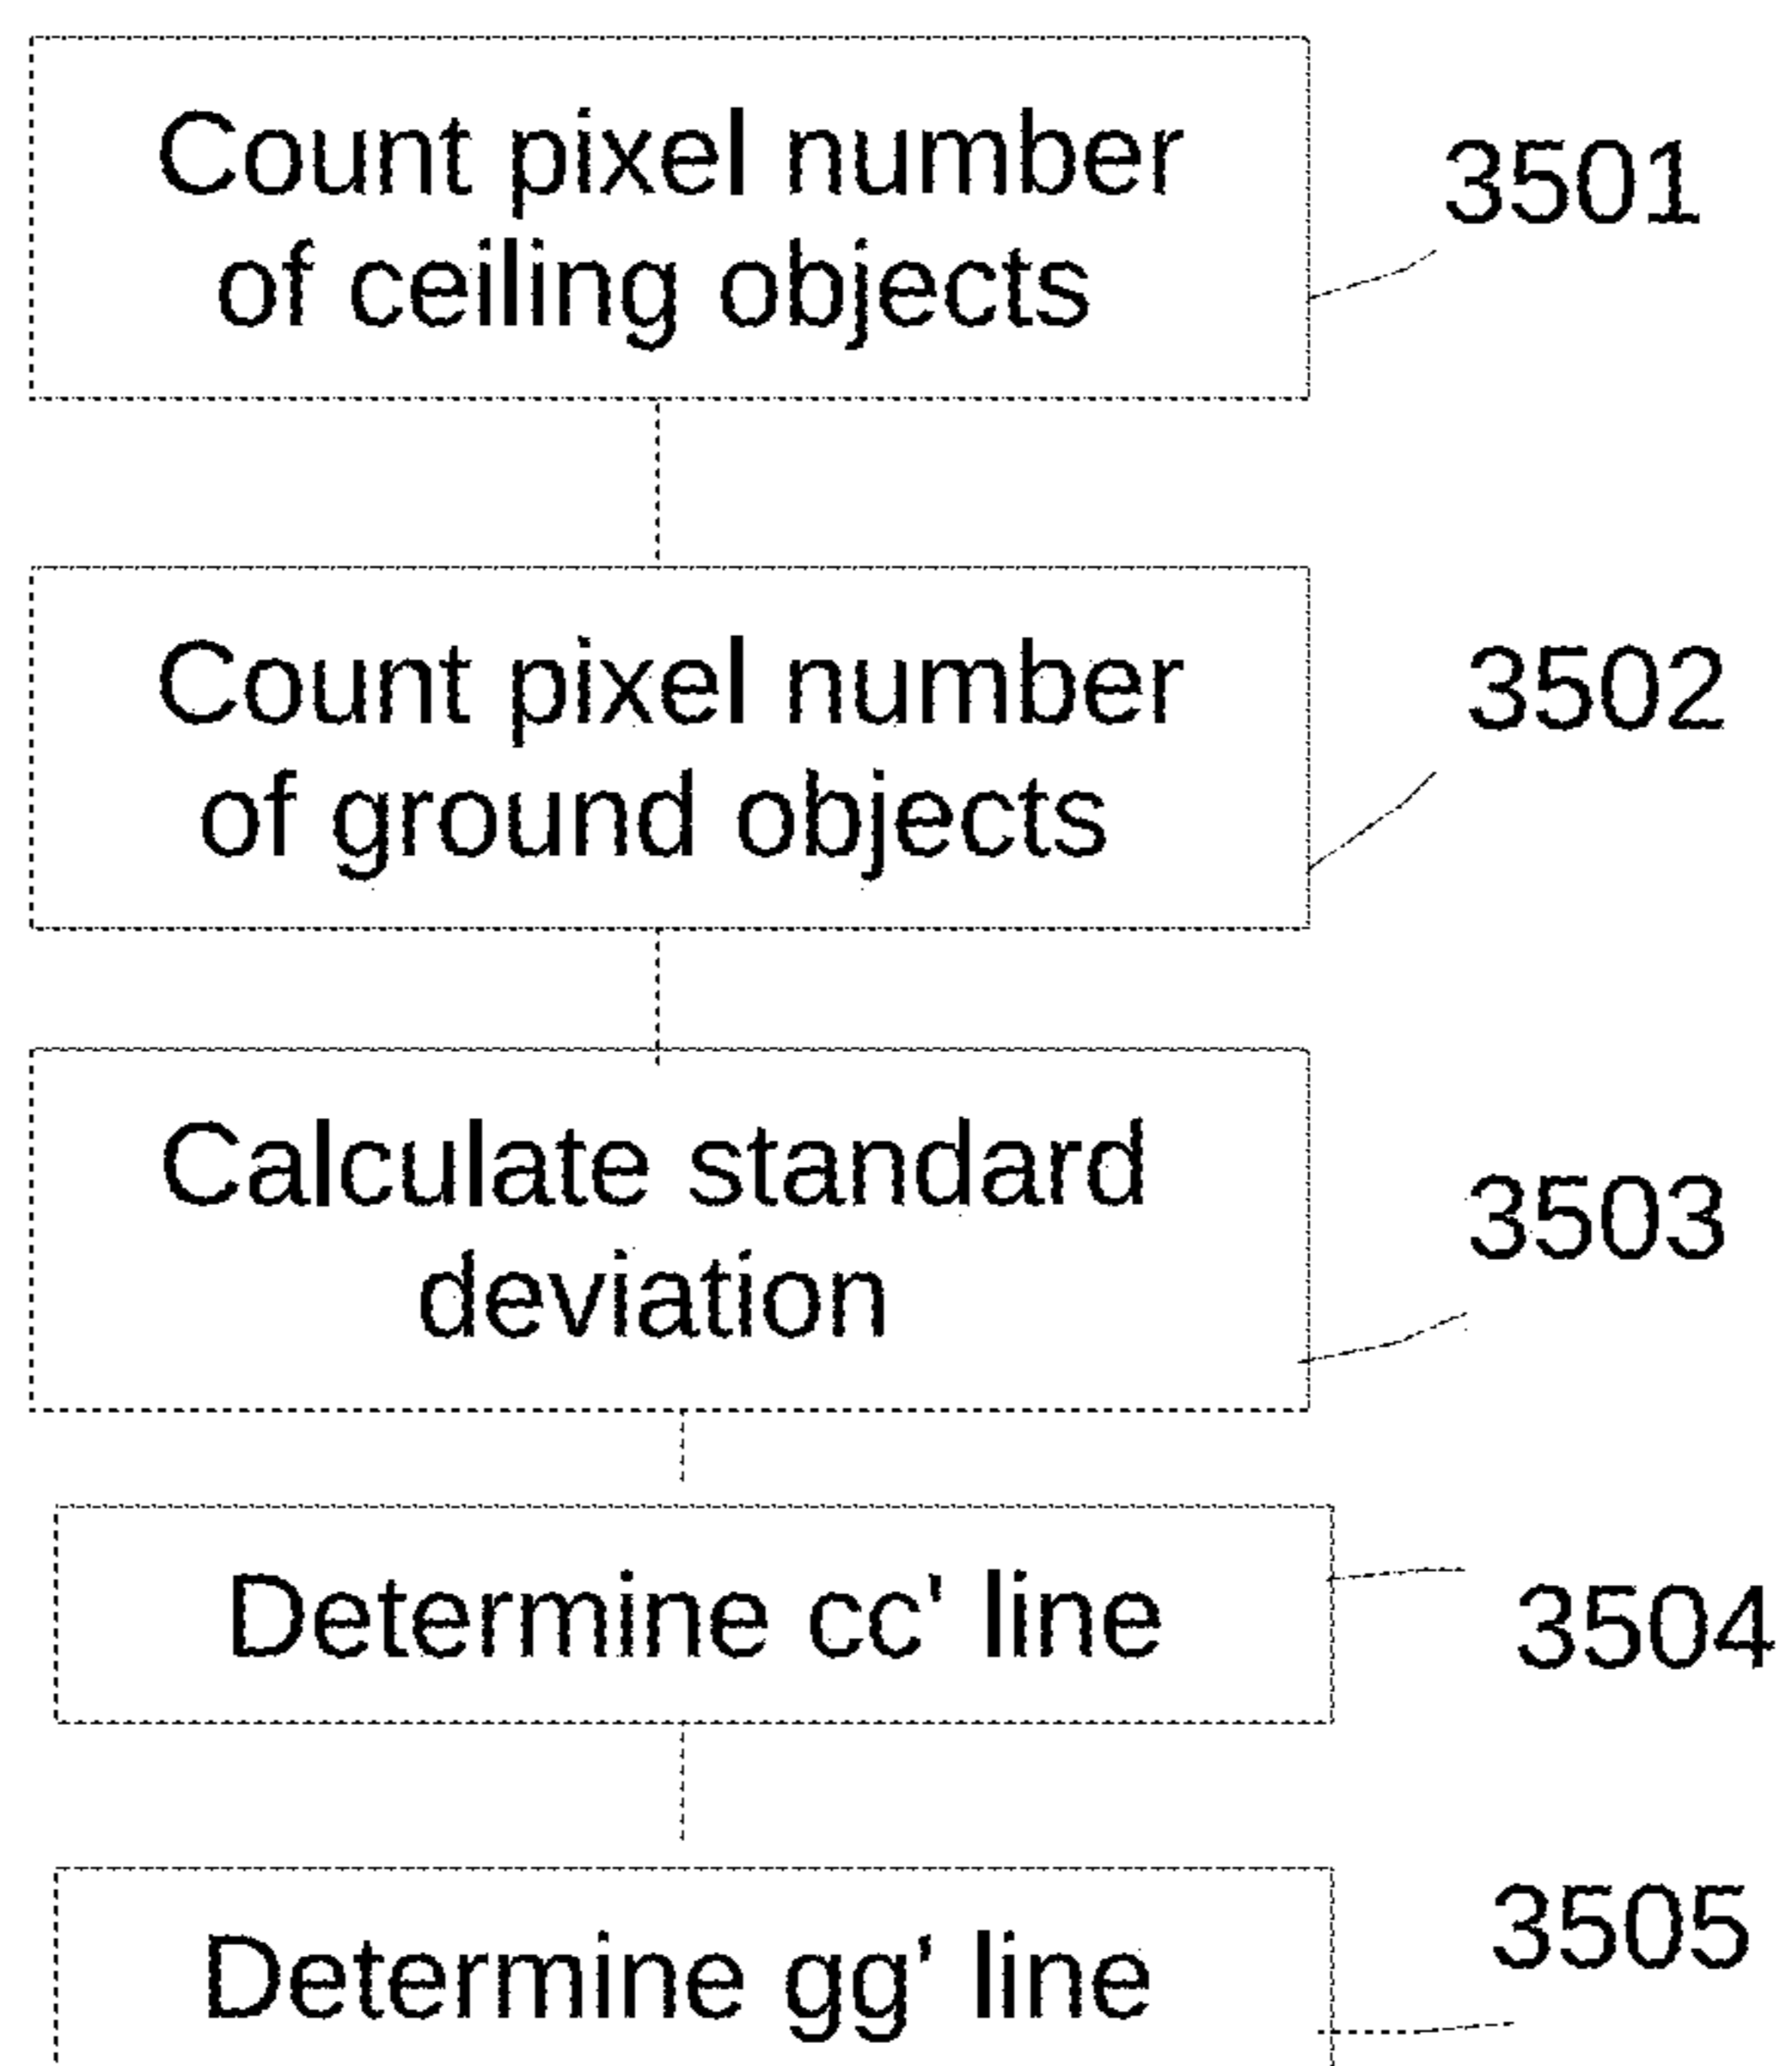 Count pixel number
of ceiling objects
3501
Count pixel number
of ground objects
3502
Calculate standard
deviation
3503
Determine cc' line
3504
Determine gg' line
3505